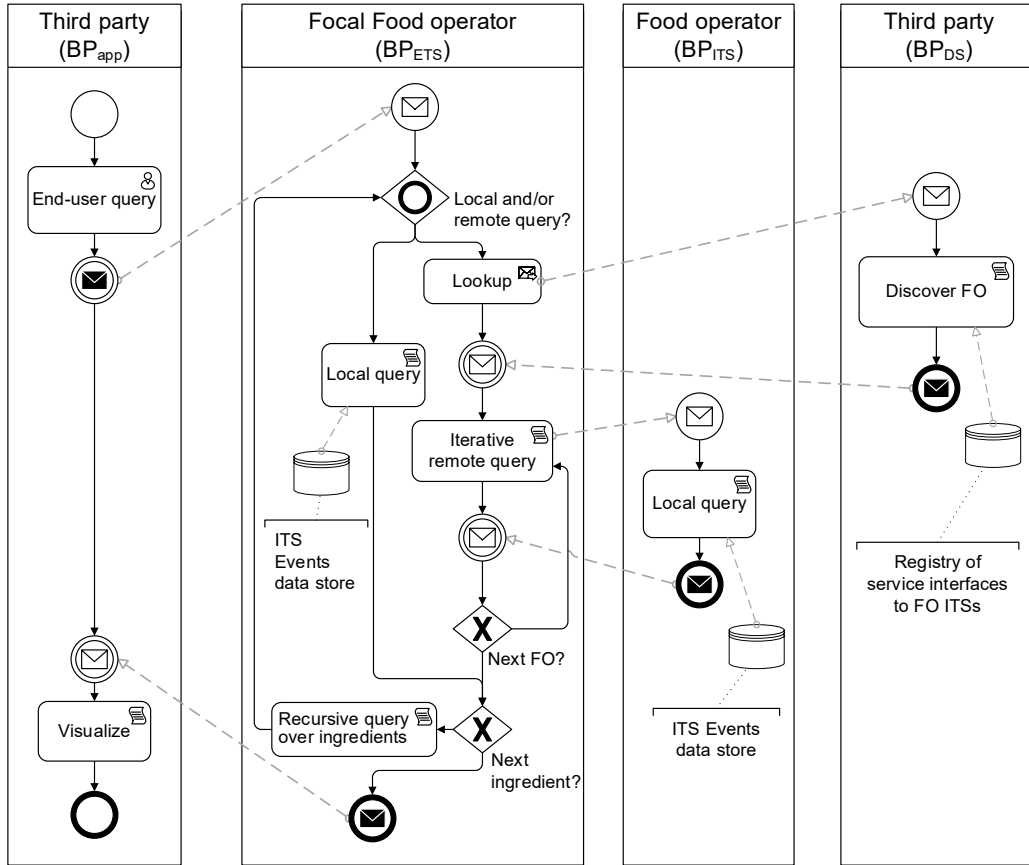 Third party
(BPapp)
Focal Food operator
(BPETS)
Food operator
(BPITS)
Third party
(BPDS)
End-user query
Local and/or
remote query?
Lookup
Discover FO
Local query
Iterative
remote query
Local query
ITS
Events
data store
Registry of
service interfaces
to FO ITSs
X
Next FO?
Recursive query
over ingredients
X
Visualize
Next
ingredient?
ITS Events
data store